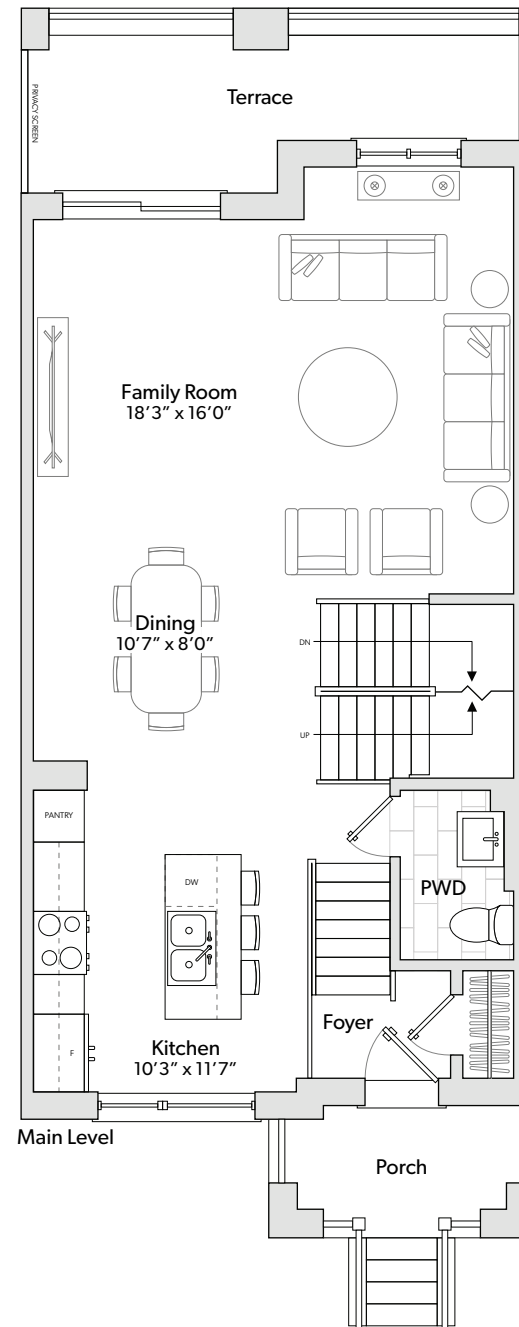 Terrace
PRIVACY SCREEN
Family Room
18’3” x 16’0”
Dining
10’7” x 8’0”
DN
UP
PANTRY
DW
PWD
F
Foyer
Kitchen
10’3” x 11’7”
Main Level
Porch